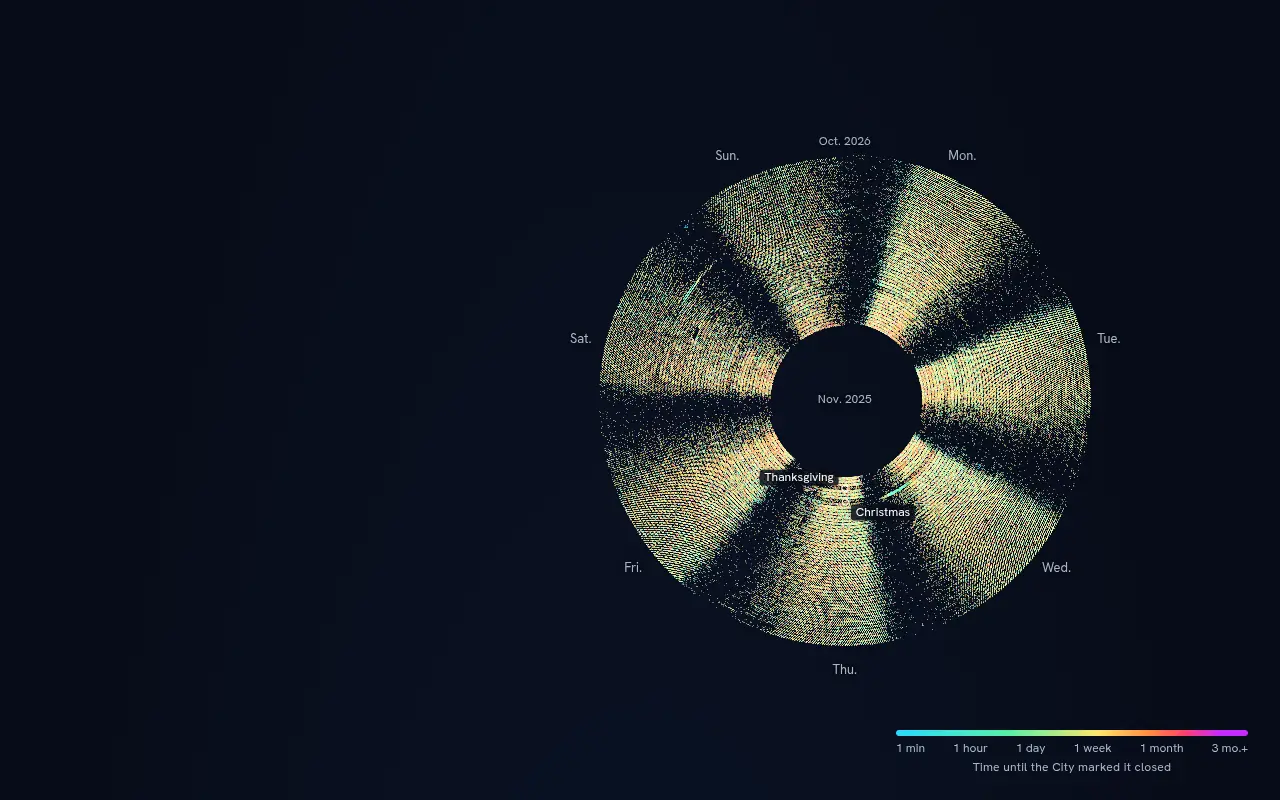 Oct. 2026
Sun.
Mon.
Sat.
Tue.
Nov. 2025
Thanksgiving
Christmas
Fri.
Wed.
Thu.
1 min 1 hour 1 day 1 week 1 month 3 mo.+
Time until the City marked it closed